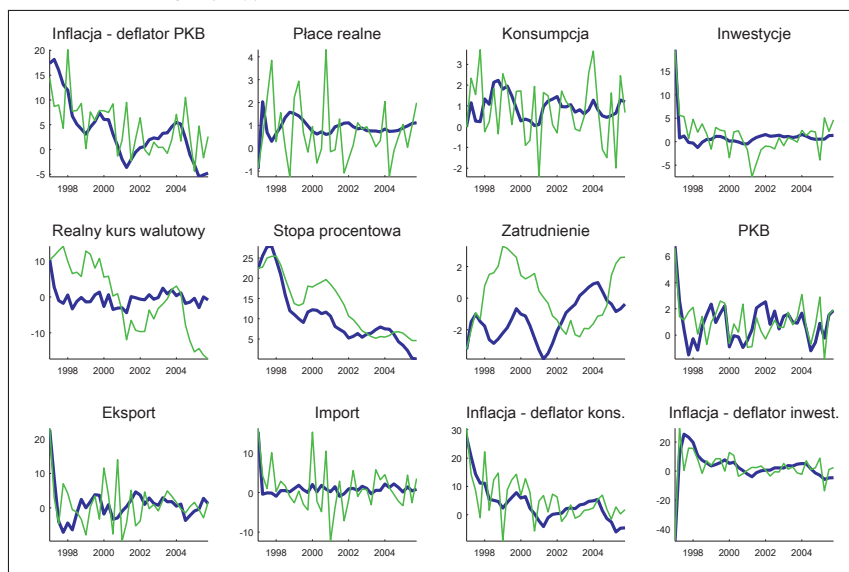 Inflacja - deflator PKB
20
15
10
5
0
-5
1998 2000 2002 2004
Płace realne
4
3
2
1
0
-1
1998 2000 2002 2004
Konsumpcja
3
2
1
0
-1
-2
1998 2000 2002 2004
Inwestycje
15
10
5
0
-5
1998 2000 2002 2004
Realny kurs walutowy
10
0
-10
1998 2000 2002 2004
Stopa procentowa
25
20
15
10
5
1998 2000 2002 2004
Zatrudnienie
2
0
-2
1998 2000 2002 2004
PKB
6
4
2
0
1998 2000 2002 2004
Eksport
20
10
0
1998 2000 2002 2004
Import
10
0
-10
1998 2000 2002 2004
Inflacja - deflator kons.
30
20
10
0
1998 2000 2002 2004
Inflacja - deflator inwest.
20
0
-20
-40
1998 2000 2002 2004